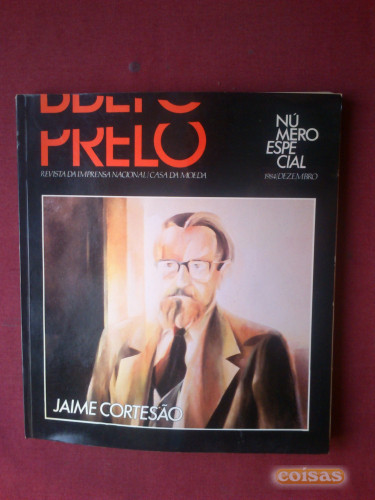 PRELO
REVISTA DA IMPRENSA NACIONAL / CASA DA MOEDA
NÚ
MERO
ESPE
CIAL
1984/DEZEMBRO
JAIME CORTESÃO
coisas